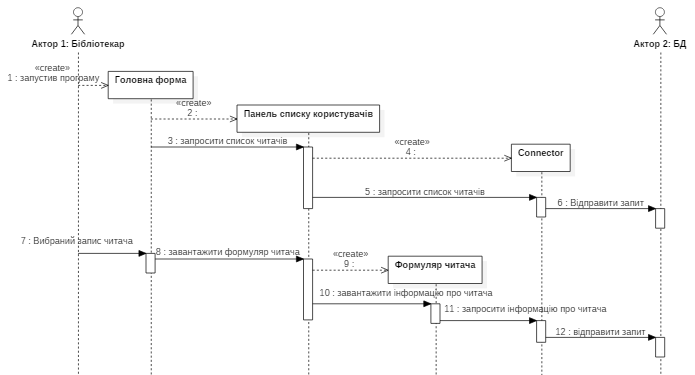 Актор 1: Бібліотекар
Актор 2: БД
«create»
1 : запустив програму
Головна форма
«create»
2 :
Панель списку користувачів
3 : запросити список читачів
«create»
4 :
Connector
5 : запросити список читачів
6 : Відправити запит
7 : Вибраний запис читача
8 : завантажити формуляр читача
«create»
9 :
Формуляр читача
10 : завантажити інформацію про читача
11 : запросити інформацію про читача
12 : відправити запит